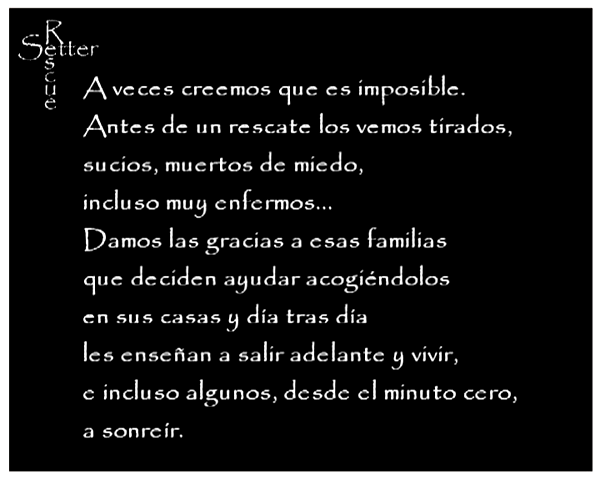 Setter
Rescue
A veces creemos que es imposible.
Antes de un rescate los vemos tirados,
sucios, muertos de miedo,
incluso muy enfermos...
Damos las gracias a esas familias
que deciden ayudar acogiéndolos
en sus casas y día tras día
les enseñan a salir adelante y vivir,
e incluso algunos, desde el minuto cero,
a sonreír.